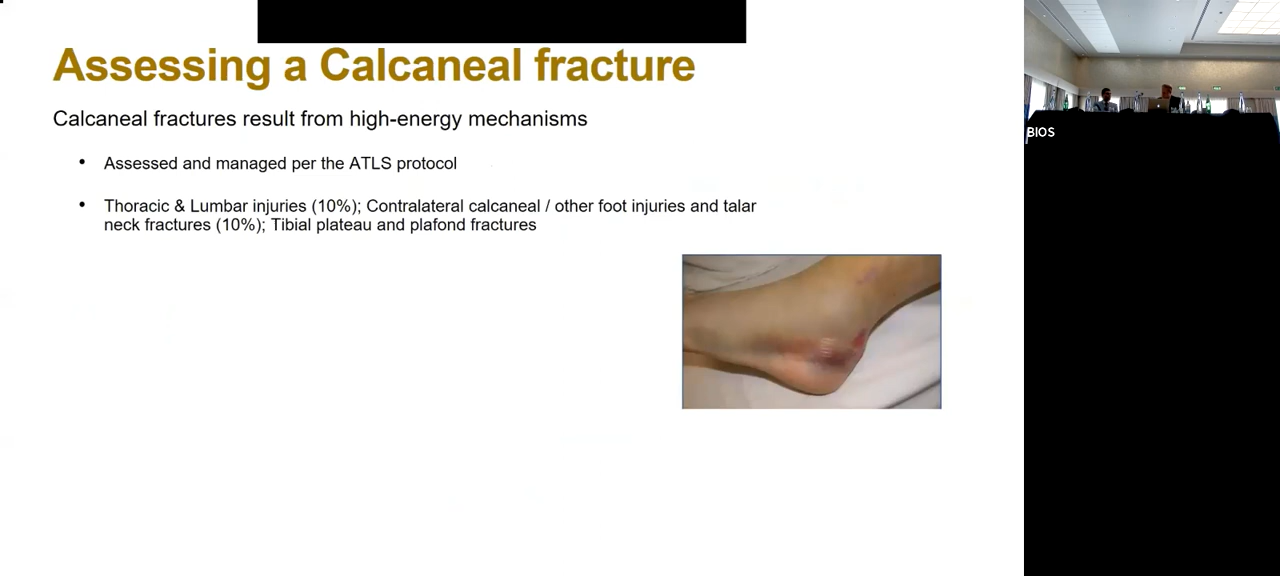 Assessing a Calcaneal fracture
Calcaneal fractures result from high-energy mechanisms
• Assessed and managed per the ATLS protocol
• Thoracic & Lumbar injuries (10%); Contralateral calcaneal / other foot injuries and talar
neck fractures (10%); Tibial plateau and plafond fractures
BIOS